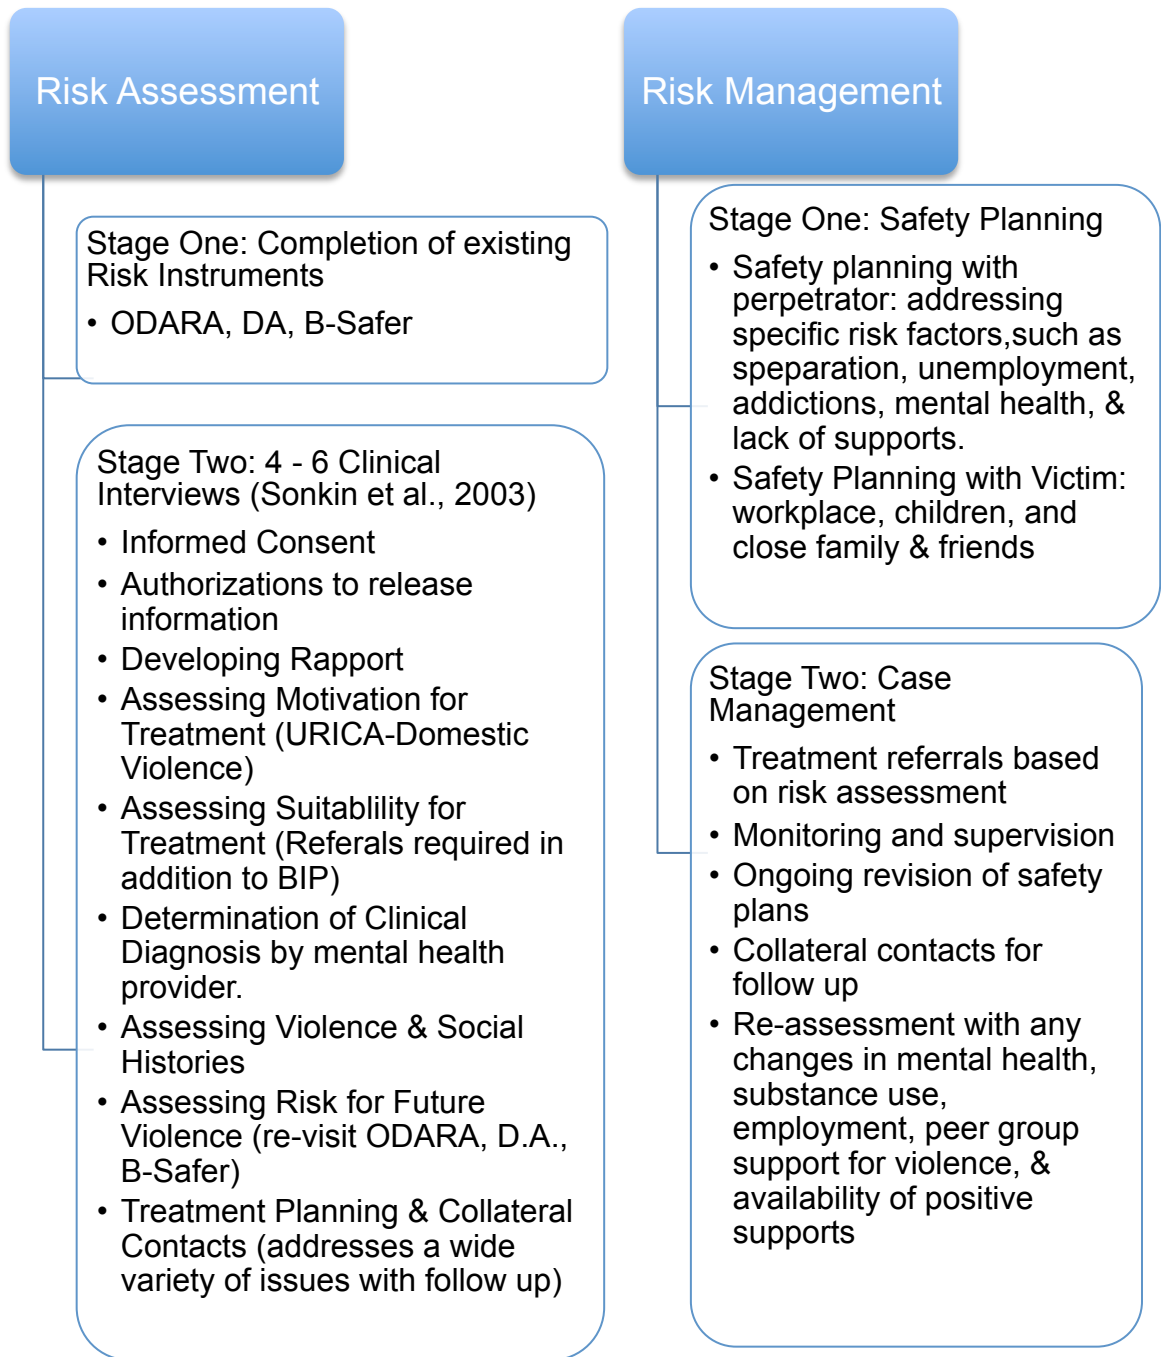 Risk Assessment
Stage One: Completion of existing
Risk Instruments
• ODARA, DA, B-Safer
Stage Two: 4 - 6 Clinical
Interviews (Sonkin et al., 2003)
• Informed Consent
• Authorizations to release
information
• Developing Rapport
• Assessing Motivation for
Treatment (URICA-Domestic
Violence)
• Assessing Suitablility for
Treatment (Referals required in
addition to BIP)
• Determination of Clinical
Diagnosis by mental health
provider.
• Assessing Violence & Social
Histories
• Assessing Risk for Future
Violence (re-visit ODARA, D.A.,
B-Safer)
• Treatment Planning & Collateral
Contacts (addresses a wide
variety of issues with follow up)
Risk Management
Stage One: Safety Planning
• Safety planning with
perpetrator: addressing
specific risk factors,such as
speparation, unemployment,
addictions, mental health, &
lack of supports.
• Safety Planning with Victim:
workplace, children, and
close family & friends
Stage Two: Case
Management
• Treatment referrals based
on risk assessment
• Monitoring and supervision
• Ongoing revision of safety
plans
• Collateral contacts for
follow up
• Re-assessment with any
changes in mental health,
substance use,
employment, peer group
support for violence, &
availability of positive
supports